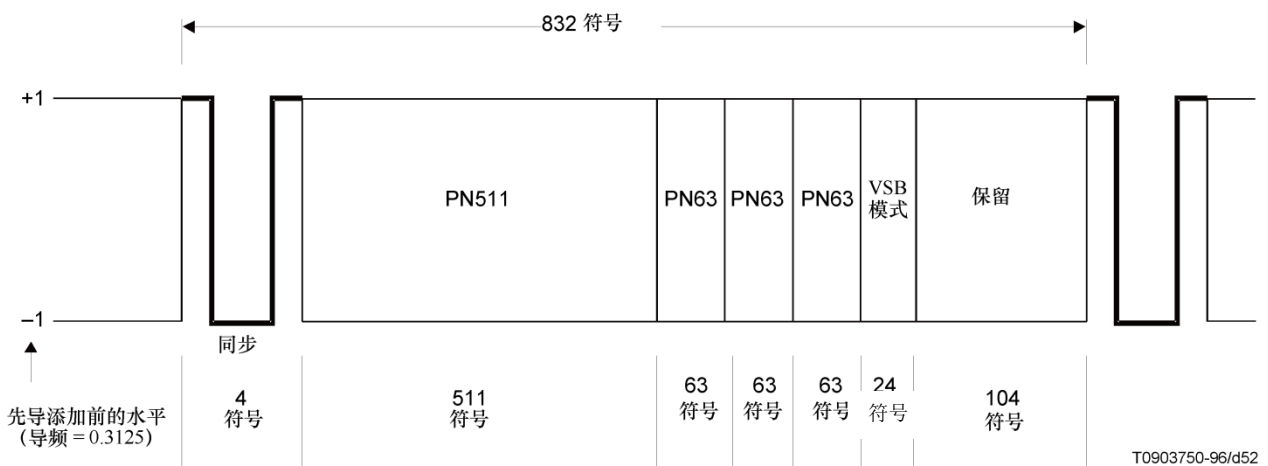 832 符号
+1
PN511
PN63
PN63
PN63
VSB
模式
保留
–1
同步
先导添加前的水平
(导频 = 0.3125)
4
符号
511
符号
63
符号
63
符号
63
符号
24
符号
104
符号
T0903750-96/d52